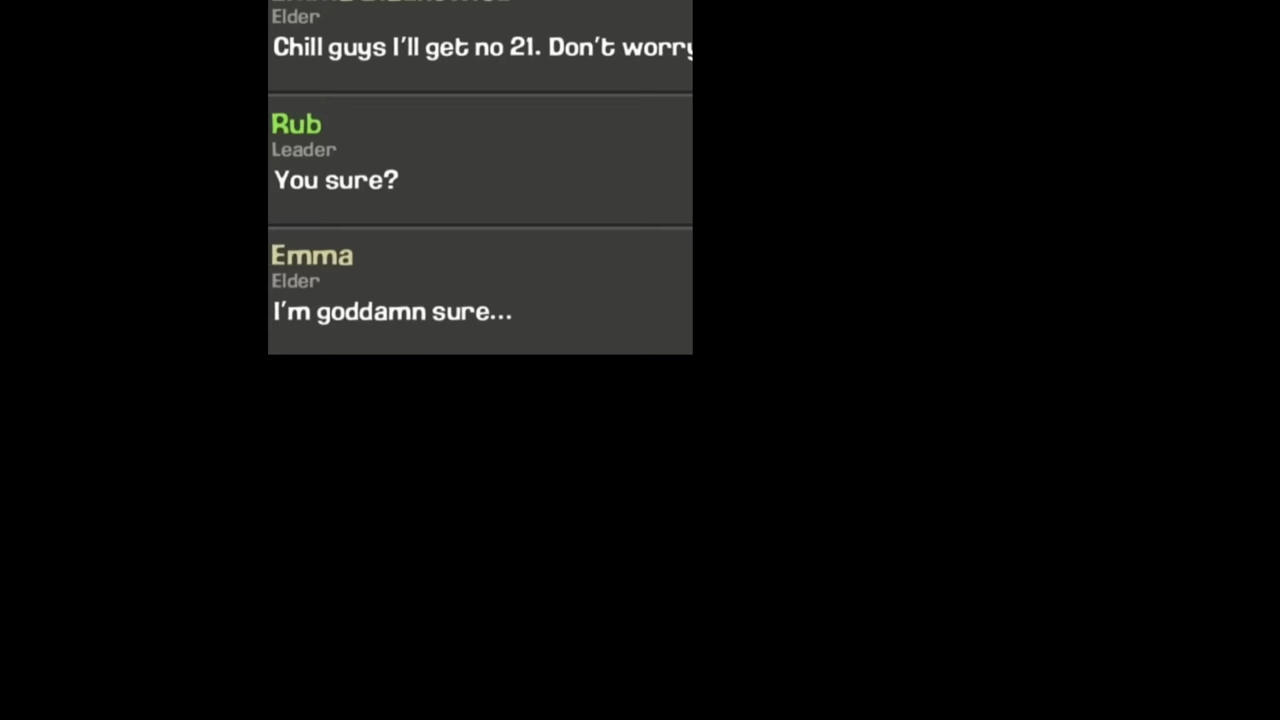 Elder
Chill guys I'll get no 21. Don't worry
Rub
Leader
You sure?
Emma
Elder
I'm goddamn sure...